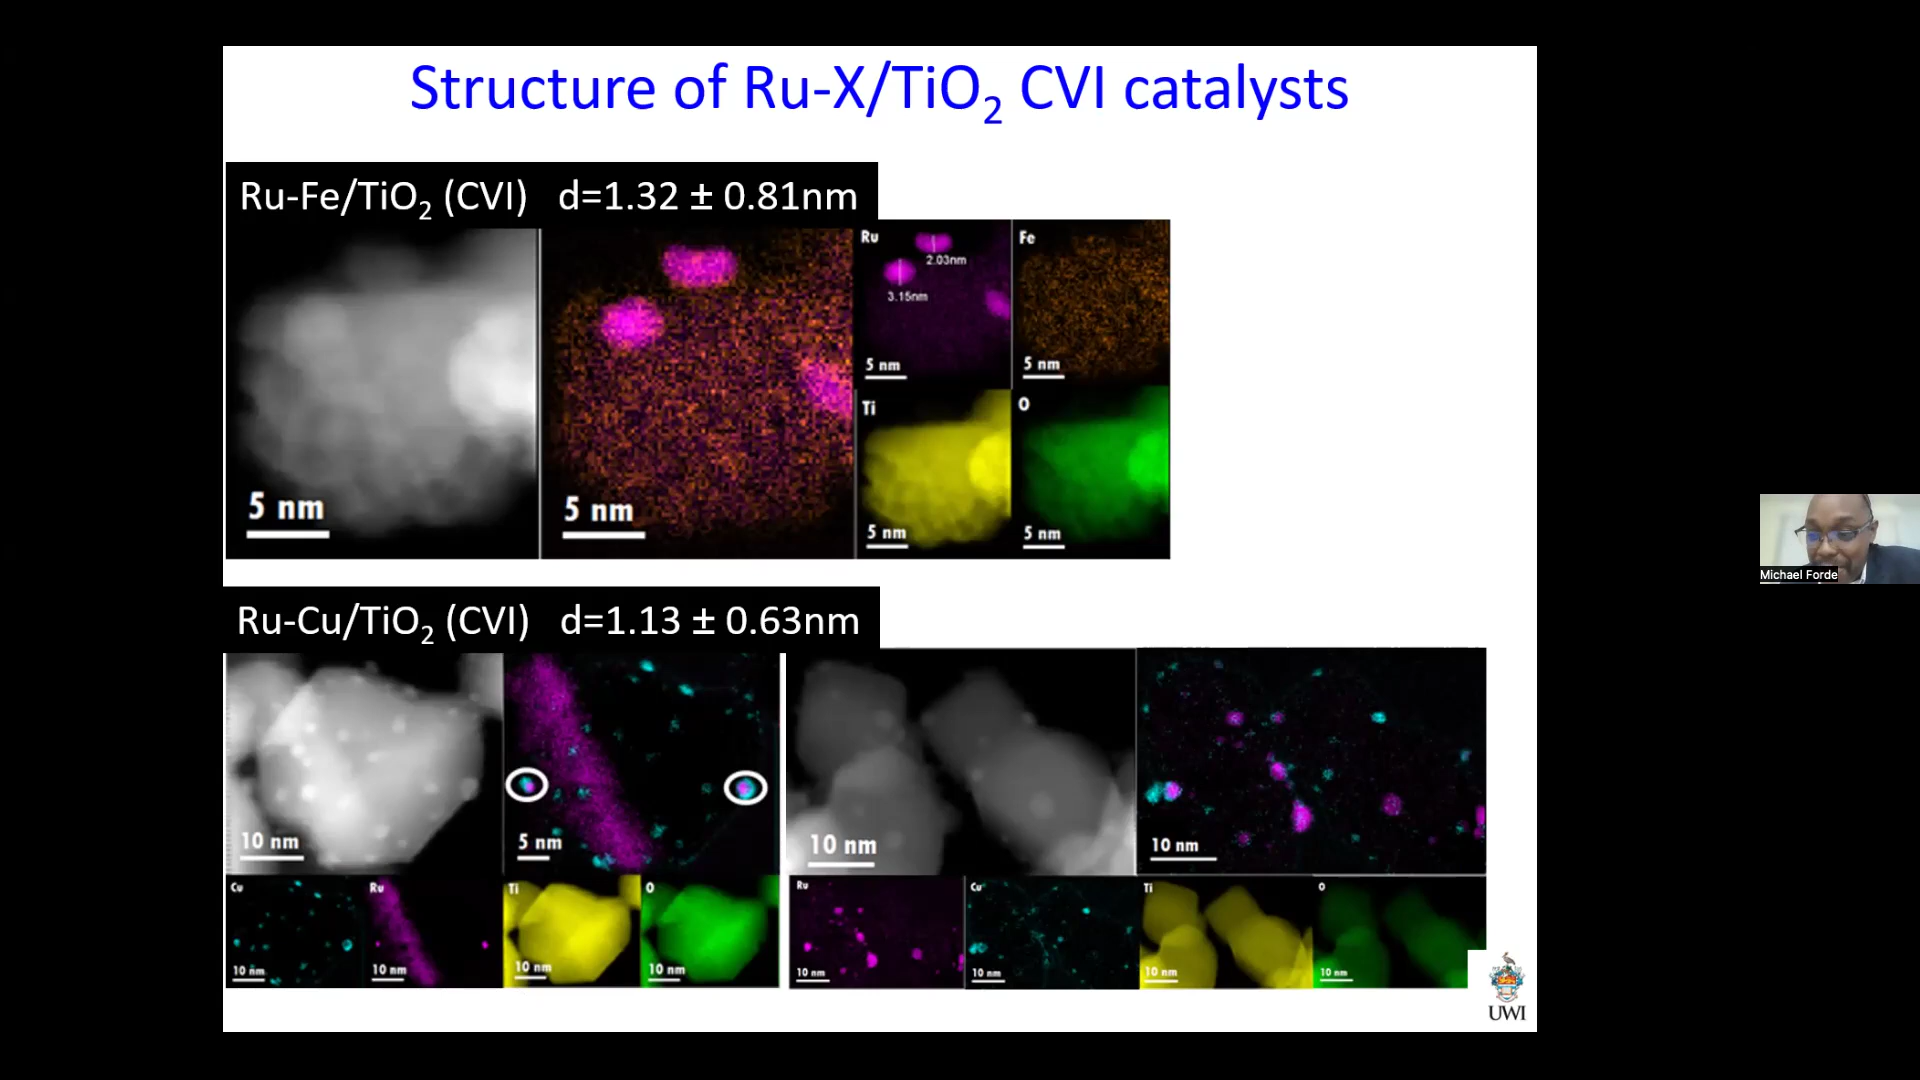 Structure of Ru-X/TiO2 CVI catalysts
Ru-Fe/TiO2 (CVI) d=1.32 ± 0.81nm
5 nm
5 nm
Ru
2.03nm
3.15nm
5 nm
Fe
5 nm
Ti
5 nm
O
5 nm
Michael Forde
Ru-Cu/TiO2 (CVI) d=1.13 ± 0.63nm
10 nm
5 nm
10 nm
10 nm
Cu
10 nm
Ru
10 nm
Ti
10 nm
O
10 nm
Ru
10 nm
Cu
10 nm
Ti
10 nm
O
10 nm
UWI